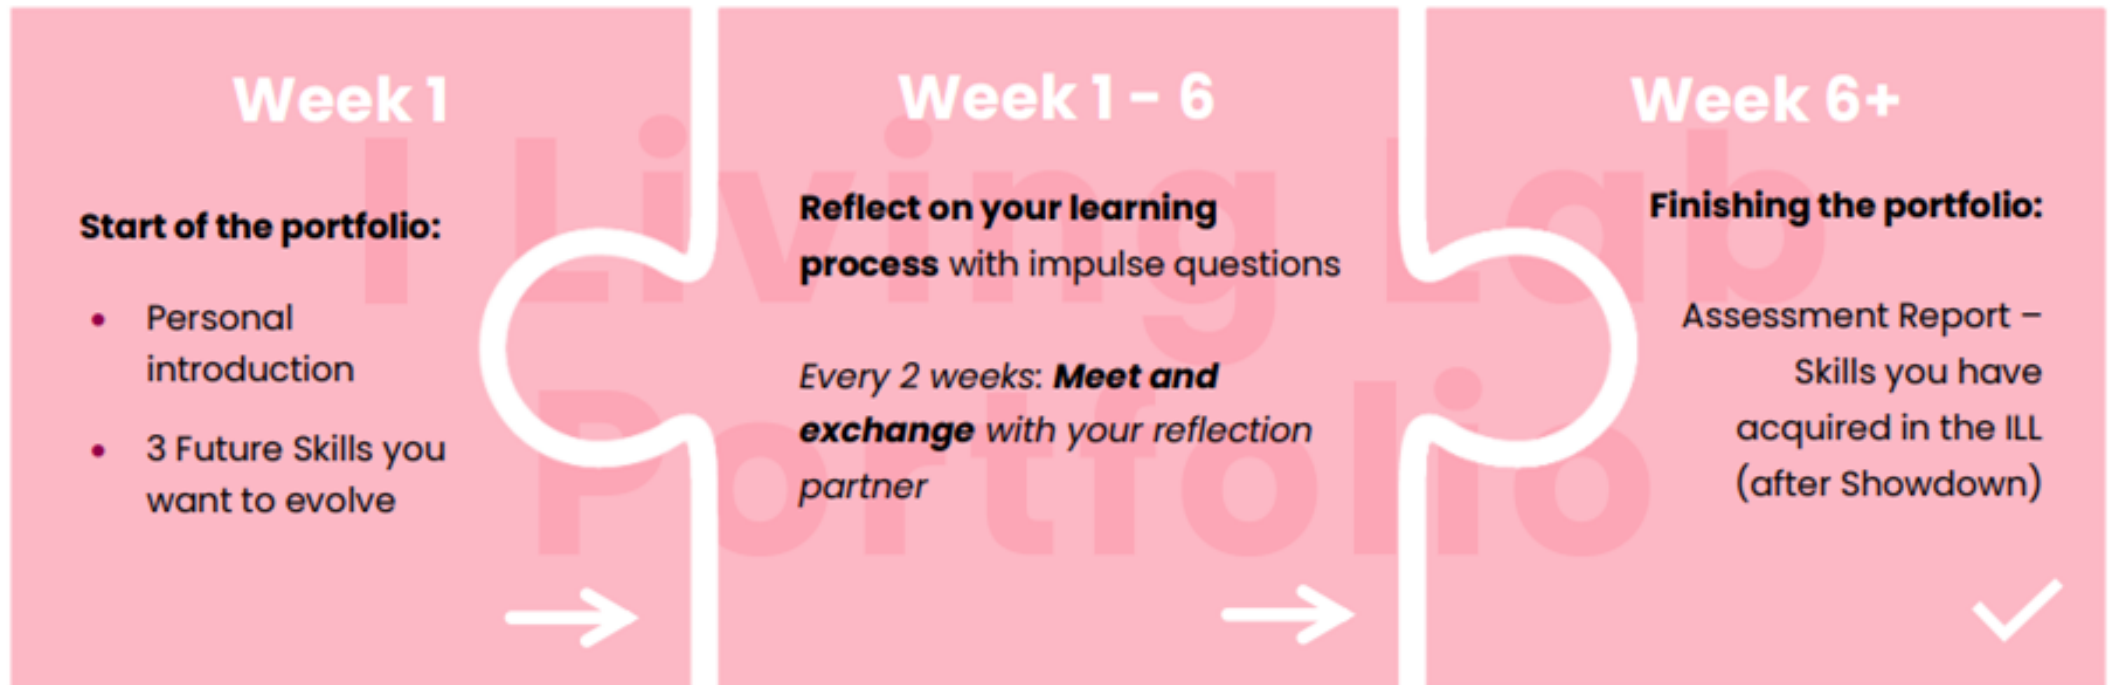 I Living Lab
Portfolio
Week 1
Start of the portfolio:
• Personal
introduction
• 3 Future Skills you
want to evolve
Week 1 - 6
Reflect on your learning
process with impulse questions
Every 2 weeks: Meet and
exchange with your reflection
partner
Week 6+
Finishing the portfolio:
Assessment Report –
Skills you have
acquired in the ILL
(after Showdown)